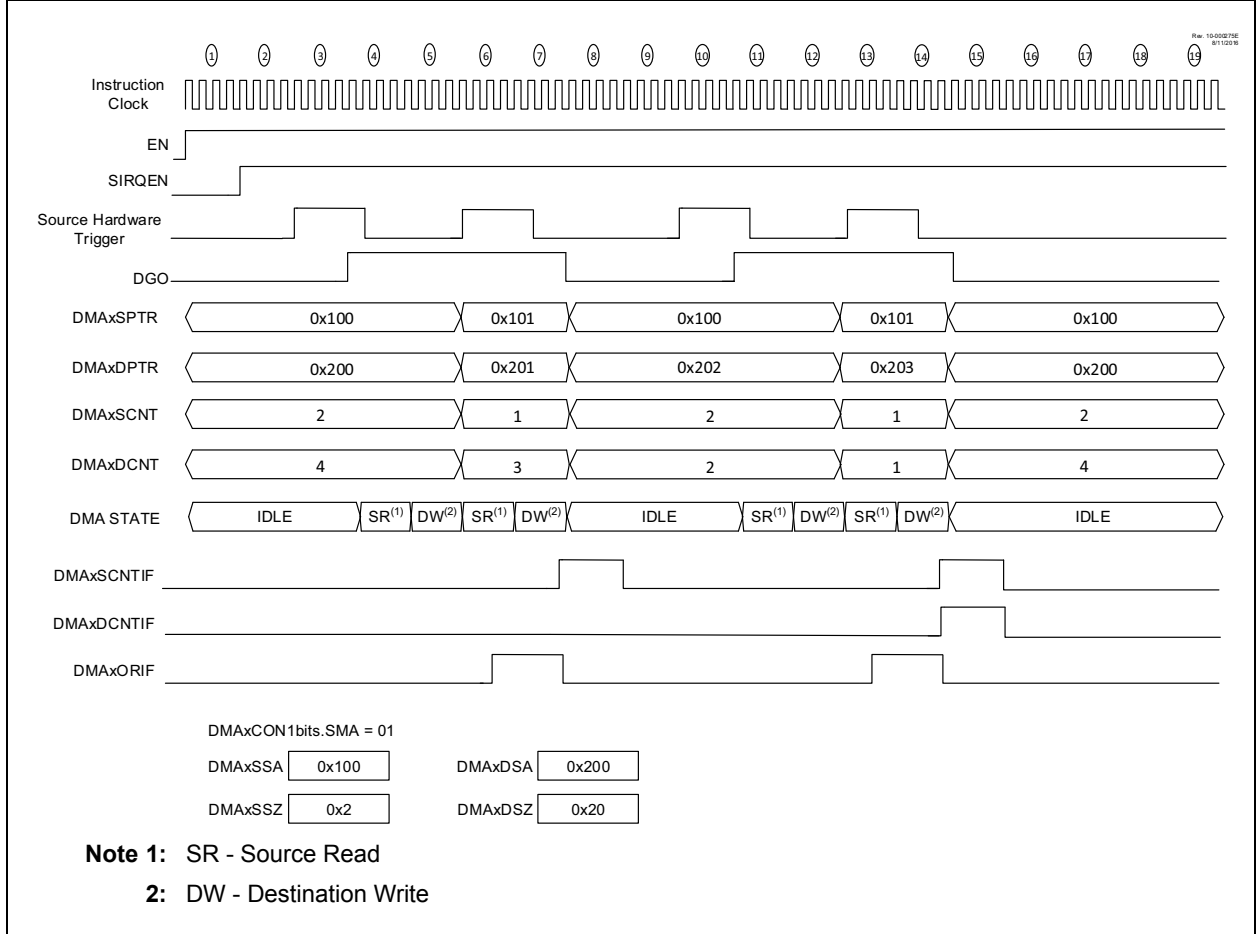 Rev. 10-000275E
8/11/2016
1 2 3 4 5 6 7 8 9 10 11 12 13 14 15 16 17 18 19
Instruction
Clock
EN
SIRQEN
Source Hardware
Trigger
DGO
DMAxSPTR 0x100 0x101 0x100 0x101 0x100
DMAxDPTR 0x200 0x201 0x202 0x203 0x200
DMAxSCNT 2 1 2 1 2
DMAxDCNT 4 3 2 1 4
DMA STATE IDLE SR(1) DW(2) SR(1) DW(2) IDLE SR(1) DW(2) SR(1) DW(2) IDLE
DMAxSCNTIF
DMAxDCNTIF
DMAxORIF
DMAxCON1bits.SMA = 01
DMAxSSA 0x100 DMAxDSA 0x200
DMAxSSZ 0x2 DMAxDSZ 0x20
Note 1: SR - Source Read
2: DW - Destination Write